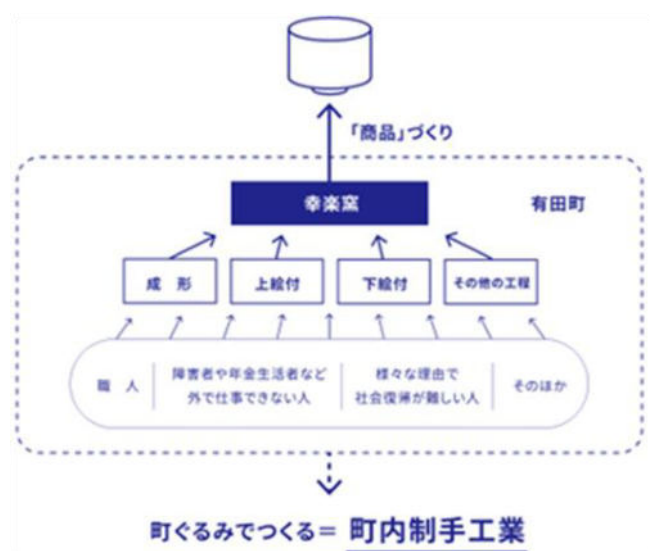 「商品」づくり
幸楽窯
有田町
成 形
上絵付
下絵付
その他の工程
職 人
障害者や年金生活者など
外で仕事できない人
様々な理由で
社会復帰が難しい人
そのほか
町ぐるみでつくる＝ 町内制手工業